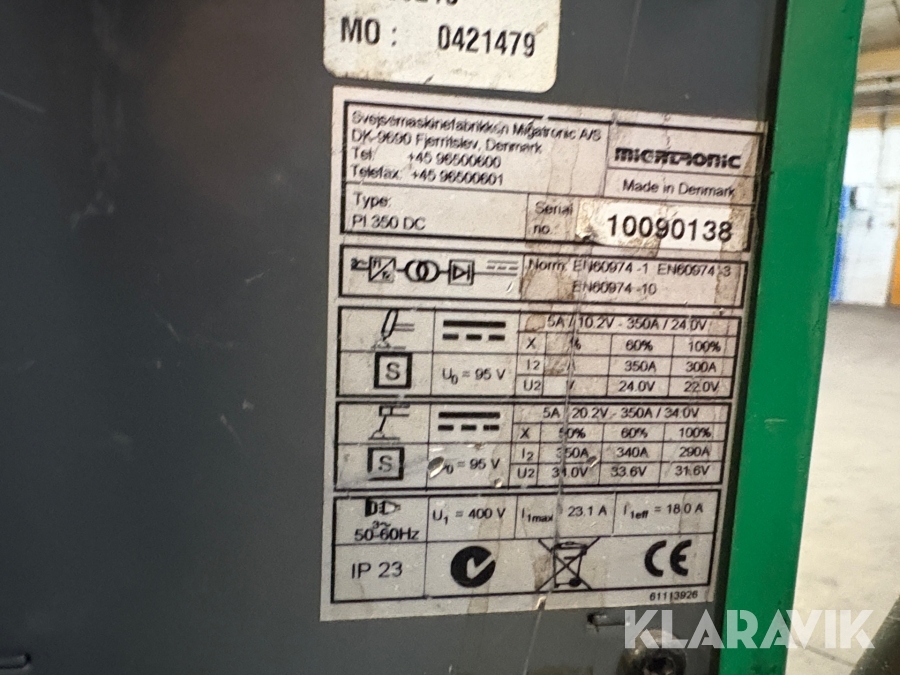 MO : 0421479
Svejsemaskinefabrikken Migatronic A/S
DK-9690 Fjerritslev, Denmark
Tel: +45 96500600
Telefax: +45 96500601
MIGATRONIC
Made in Denmark
Type:
PI 350 DC
Serial
no.
10090138
Norm: EN60974-1 EN60974-3
EN60974-10
5A / 10.2V - 350A / 24.0V
X % 60% 100%
S
U0 = 95 V
I2 350A 300A
U2 24.0V 22.0V
5A / 20.2V - 350A / 34.0V
X 50% 60% 100%
S
U0 = 95 V
I2 350A 340A 290A
U2 34.0V 33.6V 31.6V
3~
50-60Hz
U1 = 400 V
I1max 23.1 A
I1eff = 18.0 A
IP 23
CE
61113926
KLARAVIK